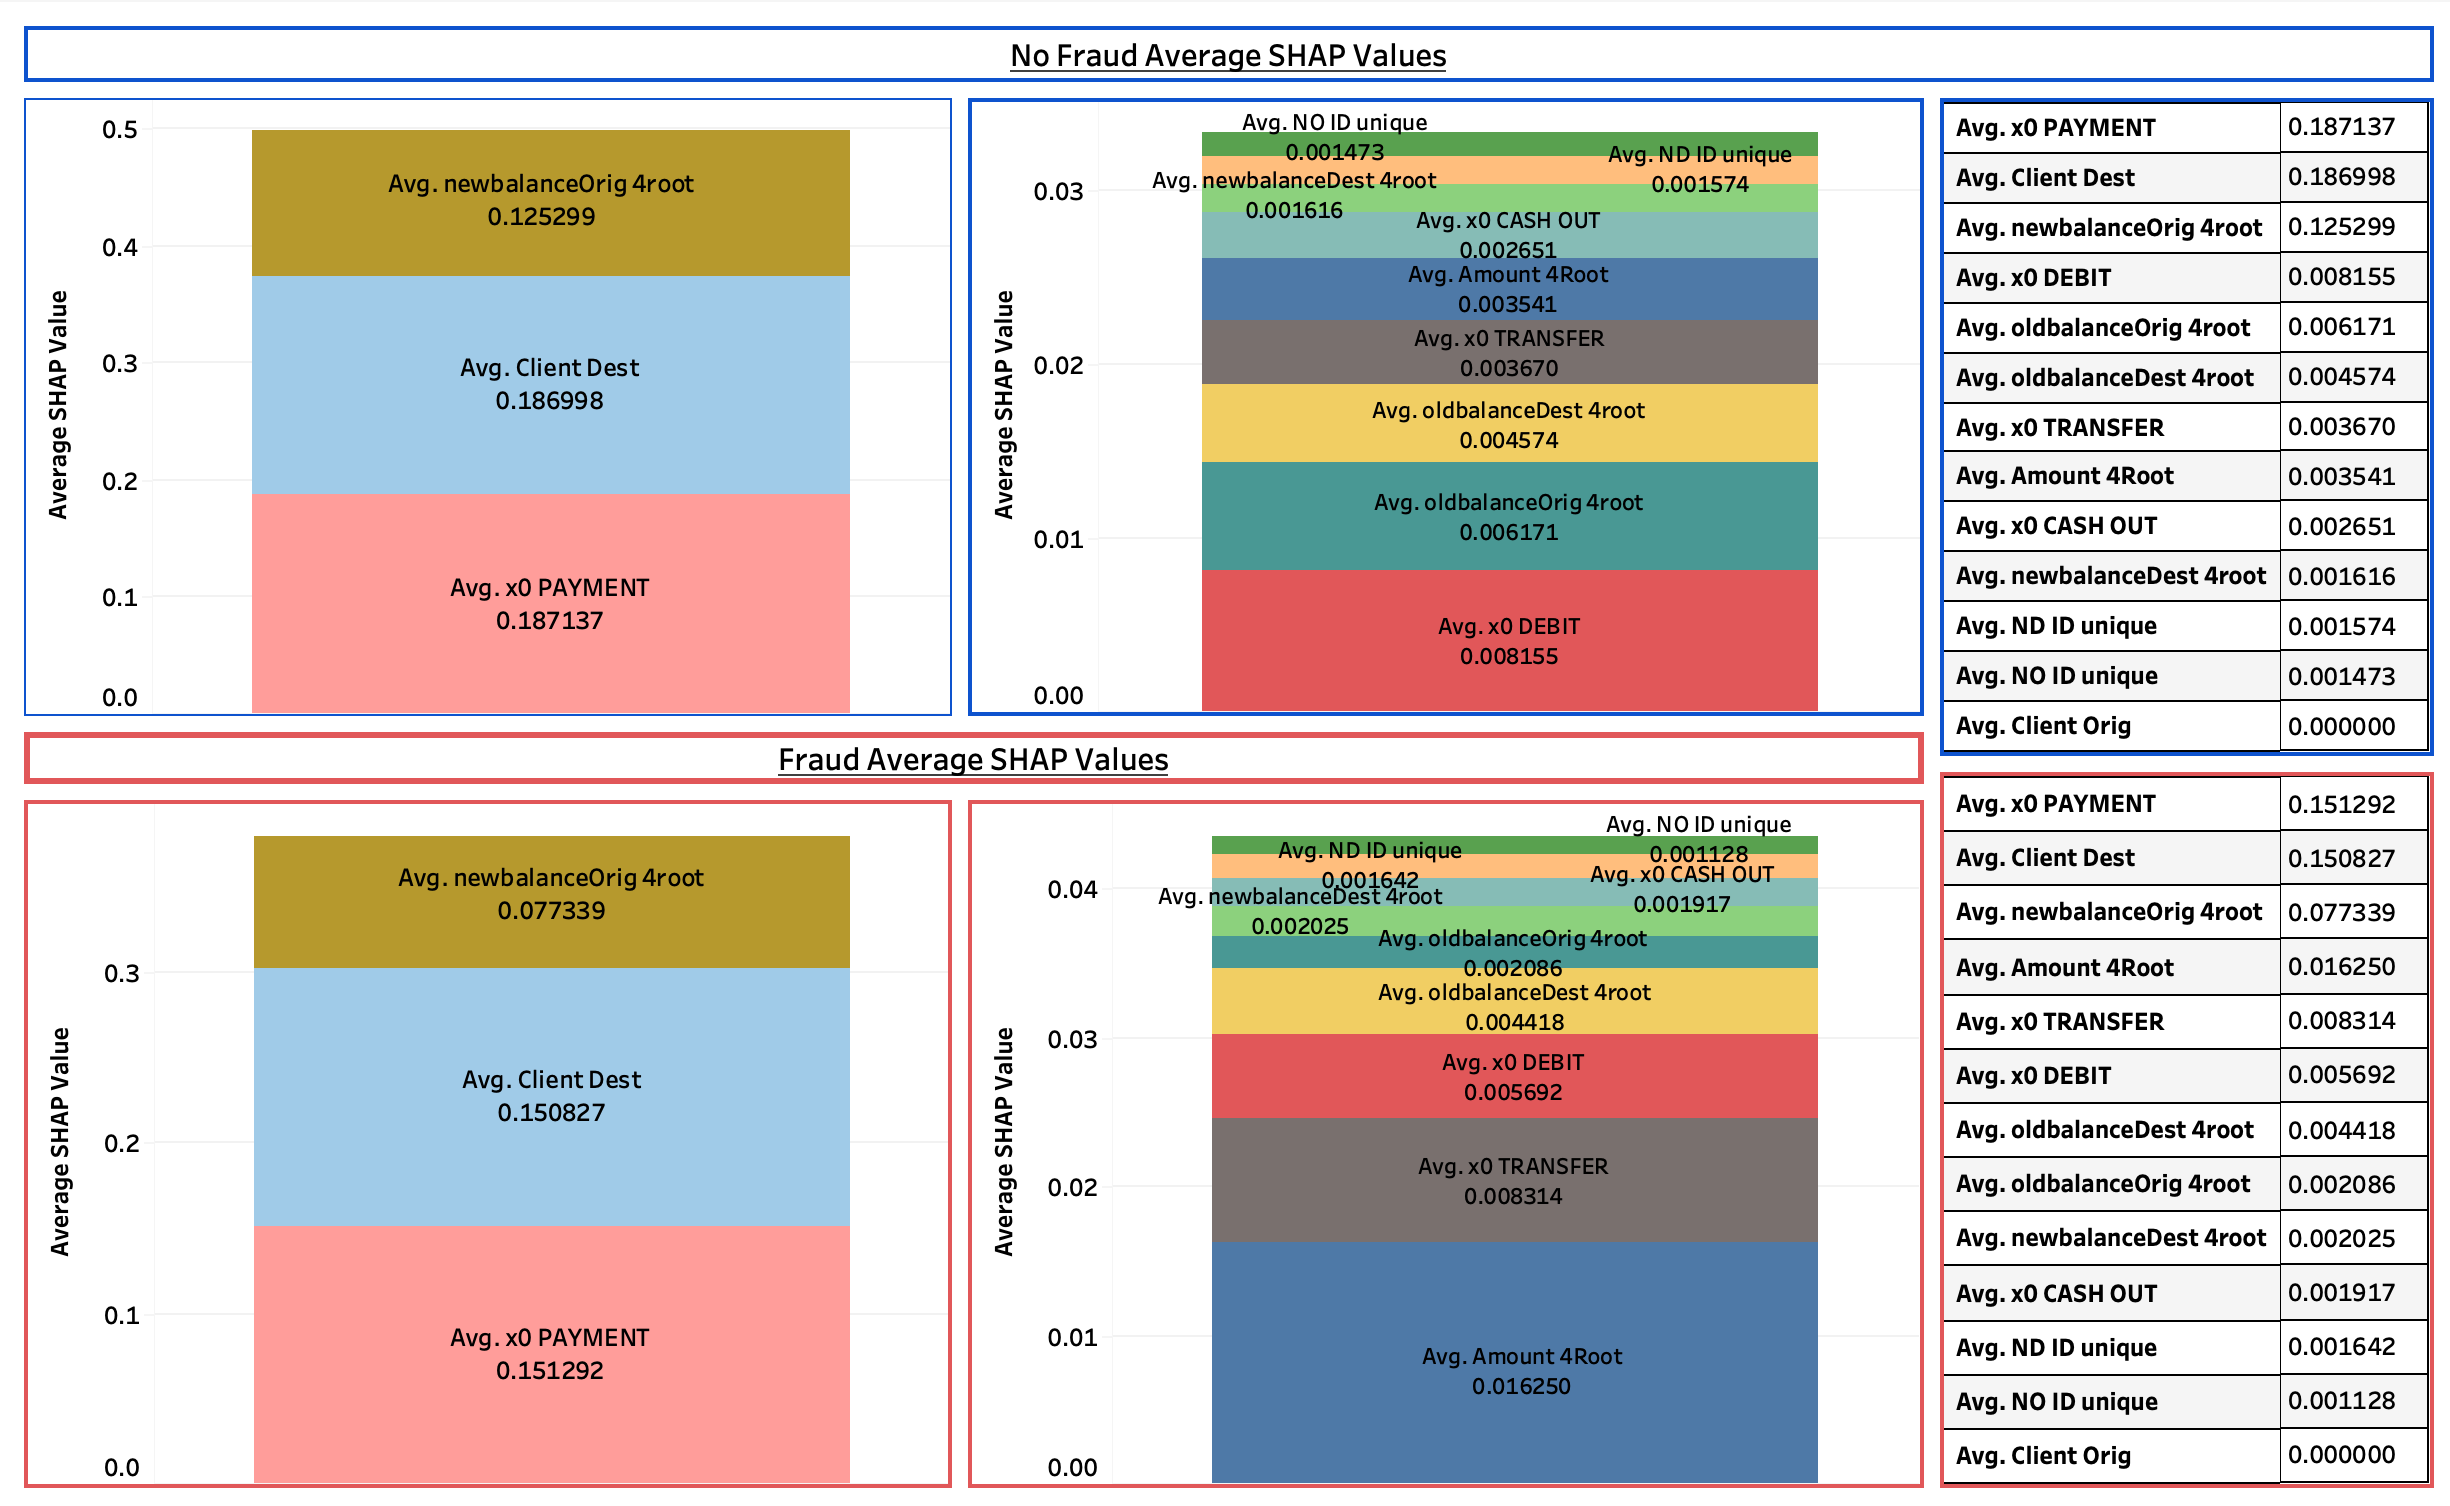 No Fraud Average SHAP Values
Average SHAP Value
0.5
0.4
0.3
0.2
0.1
0.0
Avg. newbalanceOrig 4root
0.125299
Avg. Client Dest
0.186998
Avg. x0 PAYMENT
0.187137
Average SHAP Value
0.03
0.02
0.01
0.00
Avg. NO ID unique
0.001473
Avg. ND ID unique
0.001574
Avg. newbalanceDest 4root
0.001616
Avg. x0 CASH OUT
0.002651
Avg. Amount 4Root
0.003541
Avg. x0 TRANSFER
0.003670
Avg. oldbalanceDest 4root
0.004574
Avg. oldbalanceOrig 4root
0.006171
Avg. x0 DEBIT
0.008155
Avg. x0 PAYMENT 0.187137
Avg. Client Dest 0.186998
Avg. newbalanceOrig 4root 0.125299
Avg. x0 DEBIT 0.008155
Avg. oldbalanceOrig 4root 0.006171
Avg. oldbalanceDest 4root 0.004574
Avg. x0 TRANSFER 0.003670
Avg. Amount 4Root 0.003541
Avg. x0 CASH OUT 0.002651
Avg. newbalanceDest 4root 0.001616
Avg. ND ID unique 0.001574
Avg. NO ID unique 0.001473
Avg. Client Orig 0.000000
Fraud Average SHAP Values
Average SHAP Value
0.3
0.2
0.1
0.0
Avg. newbalanceOrig 4root
0.077339
Avg. Client Dest
0.150827
Avg. x0 PAYMENT
0.151292
Average SHAP Value
0.04
0.03
0.02
0.01
0.00
Avg. NO ID unique
0.001128
Avg. ND ID unique
0.001642
Avg. x0 CASH OUT
0.001917
Avg. newbalanceDest 4root
0.002025
Avg. oldbalanceOrig 4root
0.002086
Avg. oldbalanceDest 4root
0.004418
Avg. x0 DEBIT
0.005692
Avg. x0 TRANSFER
0.008314
Avg. Amount 4Root
0.016250
Avg. x0 PAYMENT 0.151292
Avg. Client Dest 0.150827
Avg. newbalanceOrig 4root 0.077339
Avg. Amount 4Root 0.016250
Avg. x0 TRANSFER 0.008314
Avg. x0 DEBIT 0.005692
Avg. oldbalanceDest 4root 0.004418
Avg. oldbalanceOrig 4root 0.002086
Avg. newbalanceDest 4root 0.002025
Avg. x0 CASH OUT 0.001917
Avg. ND ID unique 0.001642
Avg. NO ID unique 0.001128
Avg. Client Orig 0.000000